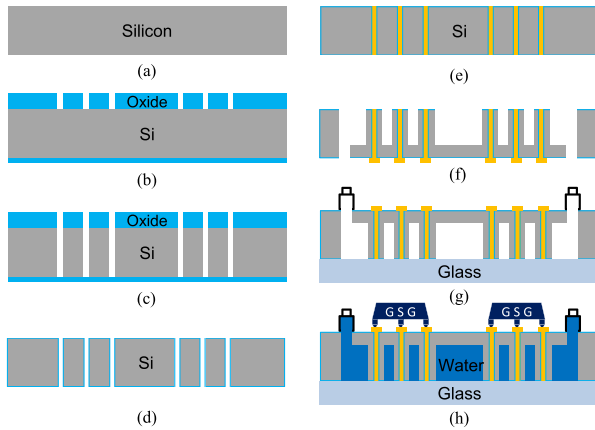 Silicon
(a)
Oxide
Si
(b)
Oxide
Si
(c)
Si
(d)
Si
(e)
(f)
Glass
(g)
G S G
G S G
Water
Glass
(h)